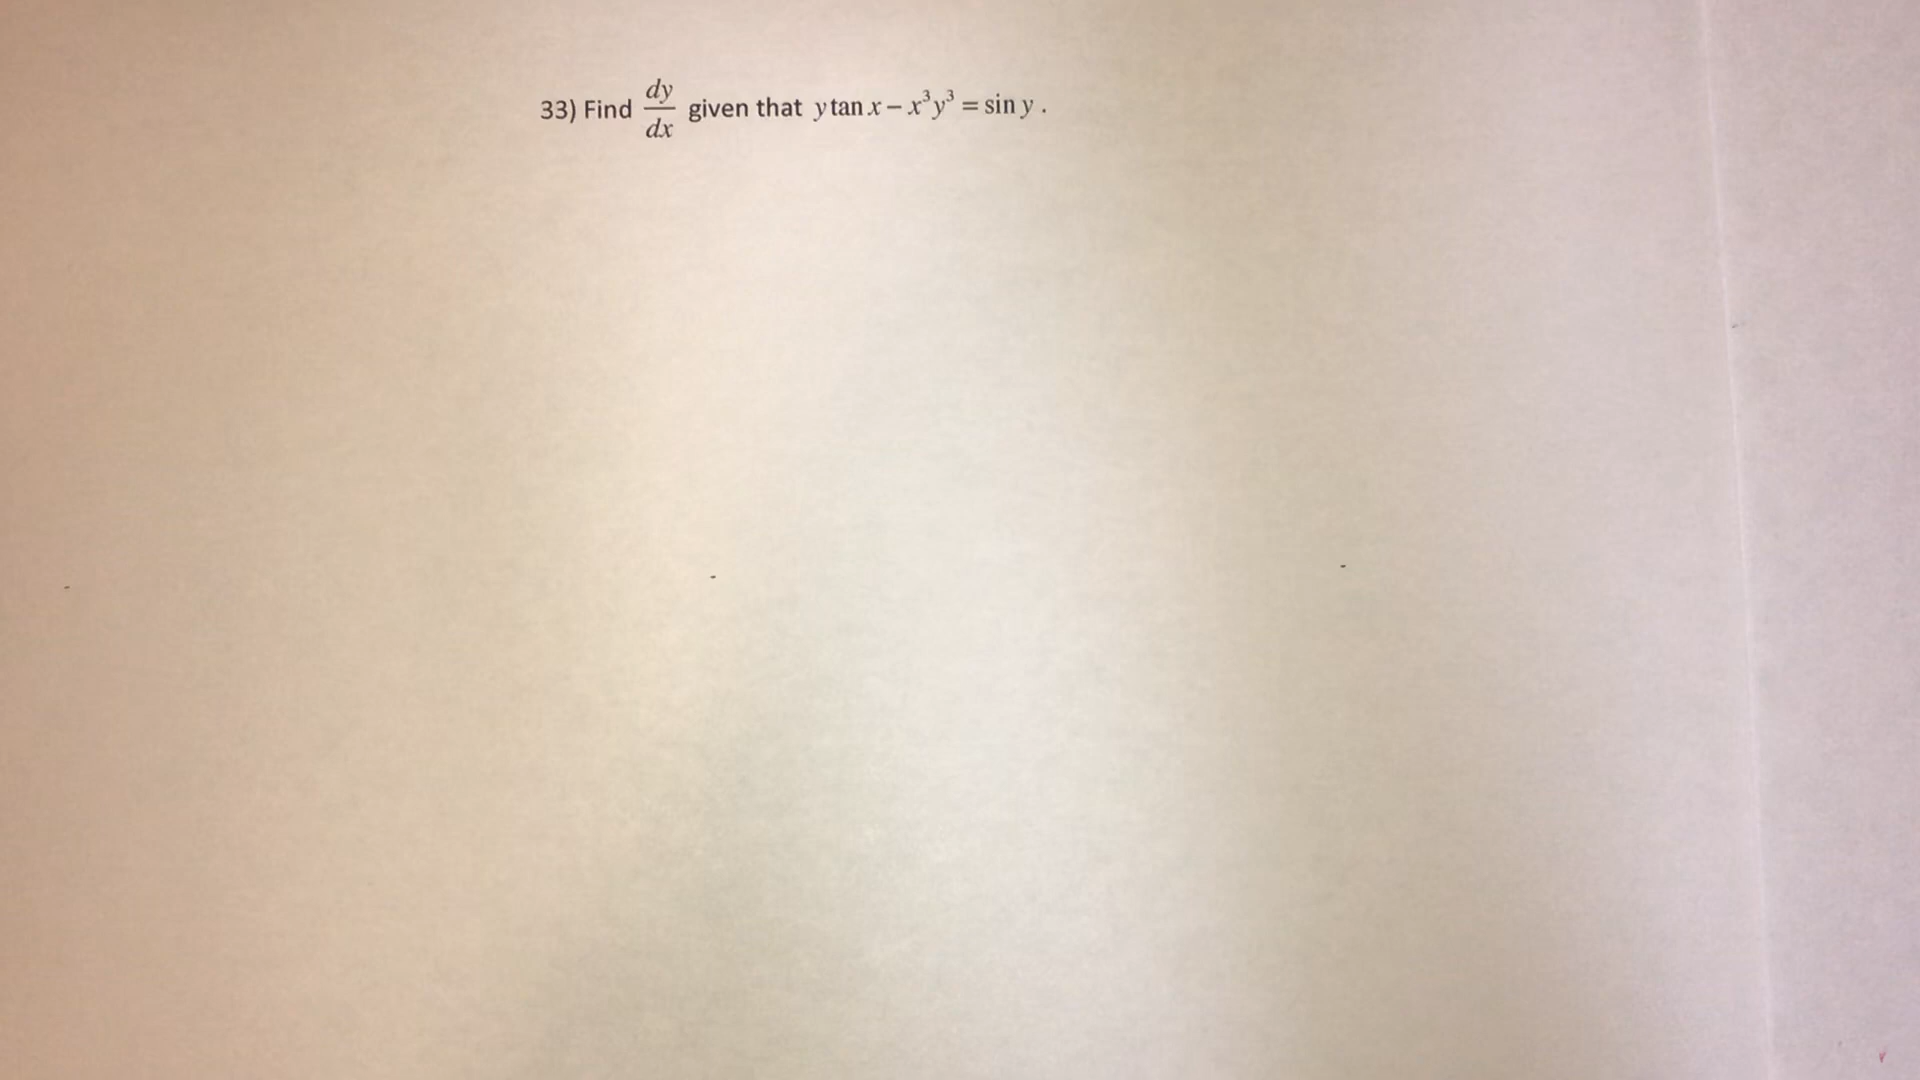 33) Find dy/dx given that y tan x − x³y³ = sin y .